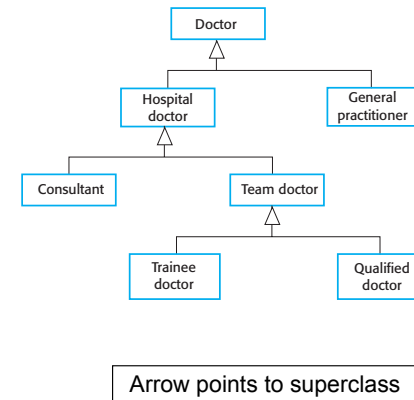 Doctor
Hospital
doctor
General
practitioner
Consultant
Team doctor
Trainee
doctor
Qualified
doctor
Arrow points to superclass